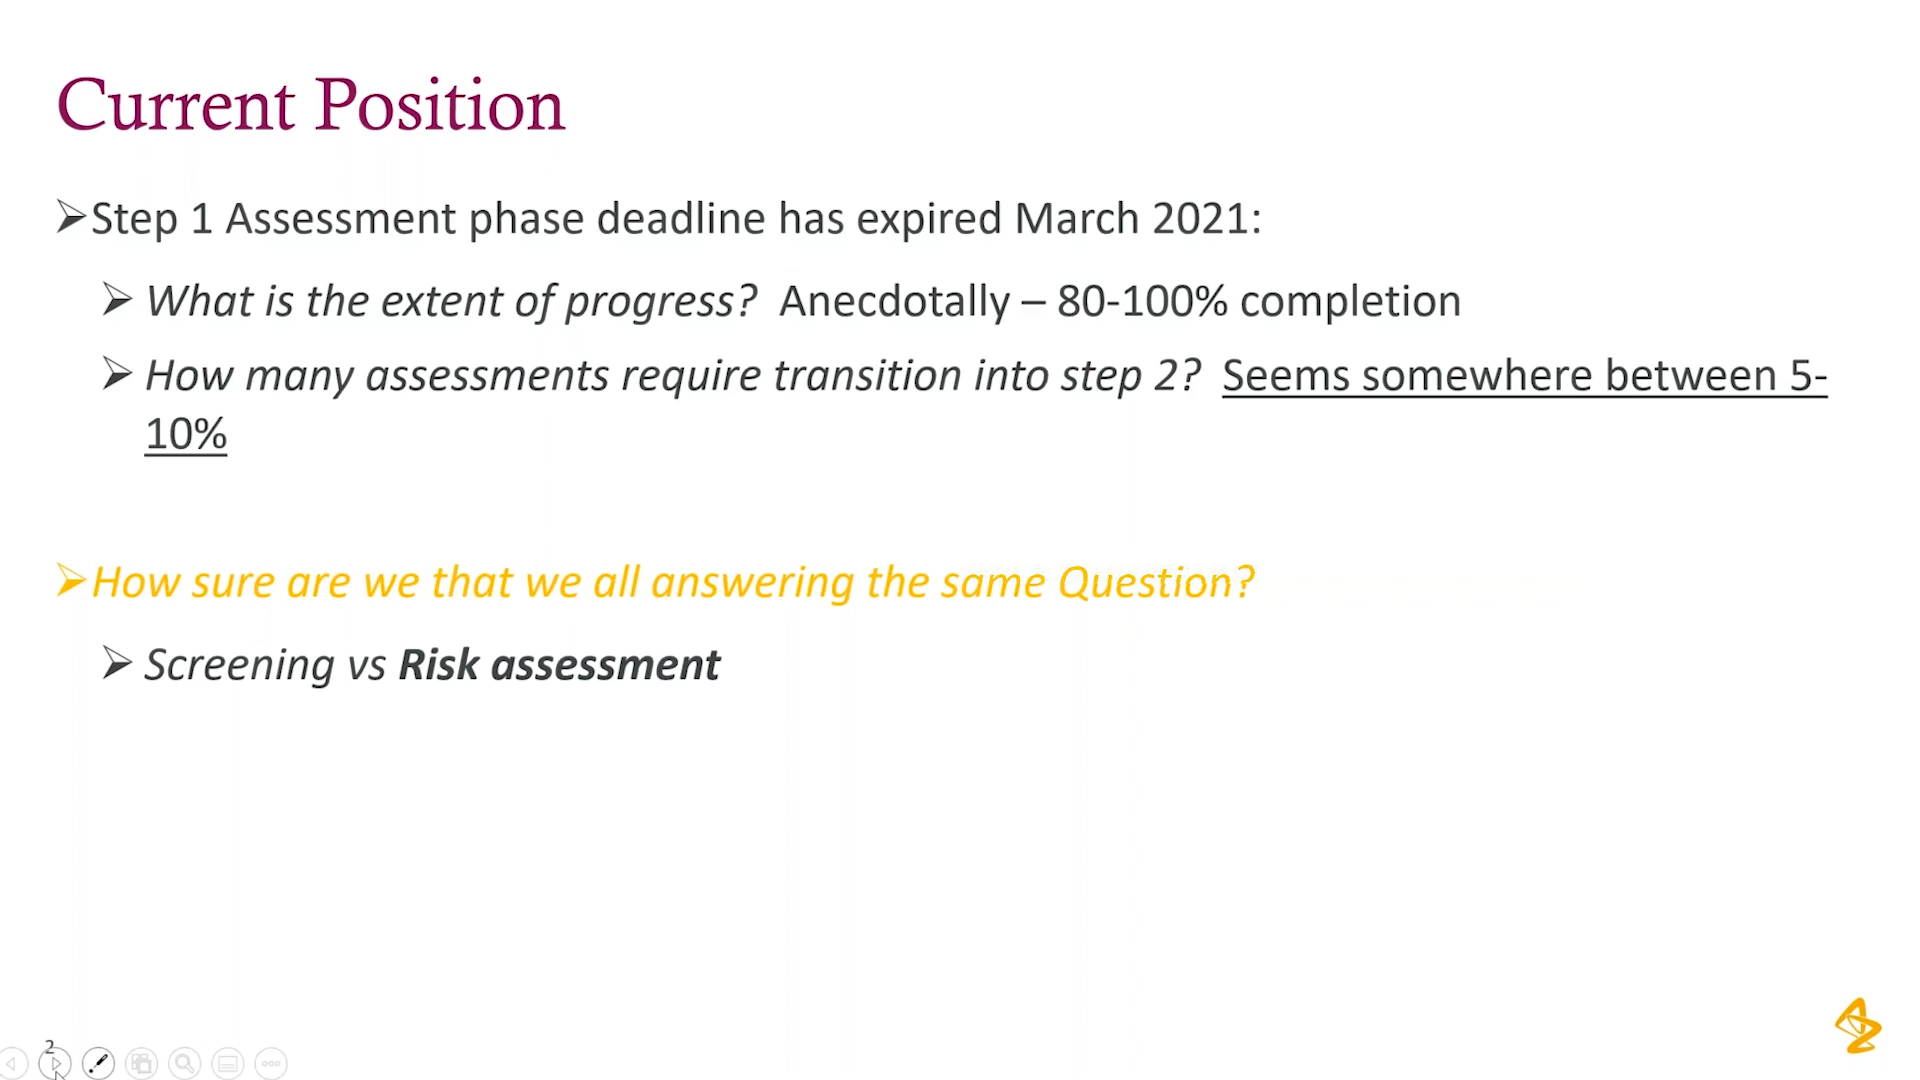 Current Position
➢Step 1 Assessment phase deadline has expired March 2021:
➢ What is the extent of progress? Anecdotally – 80-100% completion
➢ How many assessments require transition into step 2? Seems somewhere between 5-
10%
➢How sure are we that we all answering the same Question?
➢ Screening vs Risk assessment
2